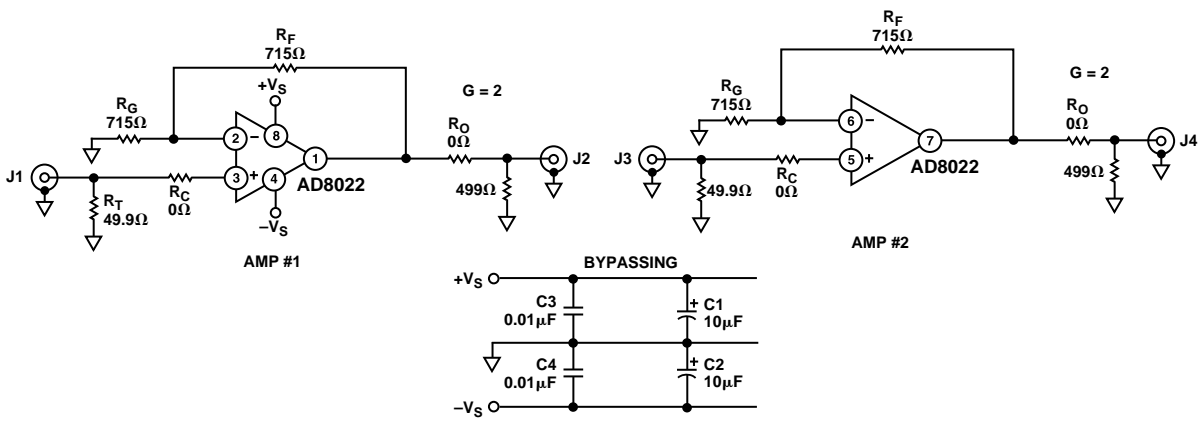 R_F
715Ω
+V_S
G = 2
R_G
715Ω
R_O
0Ω
2
–
8
1
J1
3
+
4
AD8022
J2
R_T
49.9Ω
R_C
0Ω
–V_S
499Ω
AMP #1
R_F
715Ω
G = 2
R_G
715Ω
R_O
0Ω
6
–
7
J3
5
+
AD8022
J4
49.9Ω
R_C
0Ω
499Ω
AMP #2
BYPASSING
+V_S
C3
0.01μF
+ C1
10μF
C4
0.01μF
+ C2
10μF
–V_S